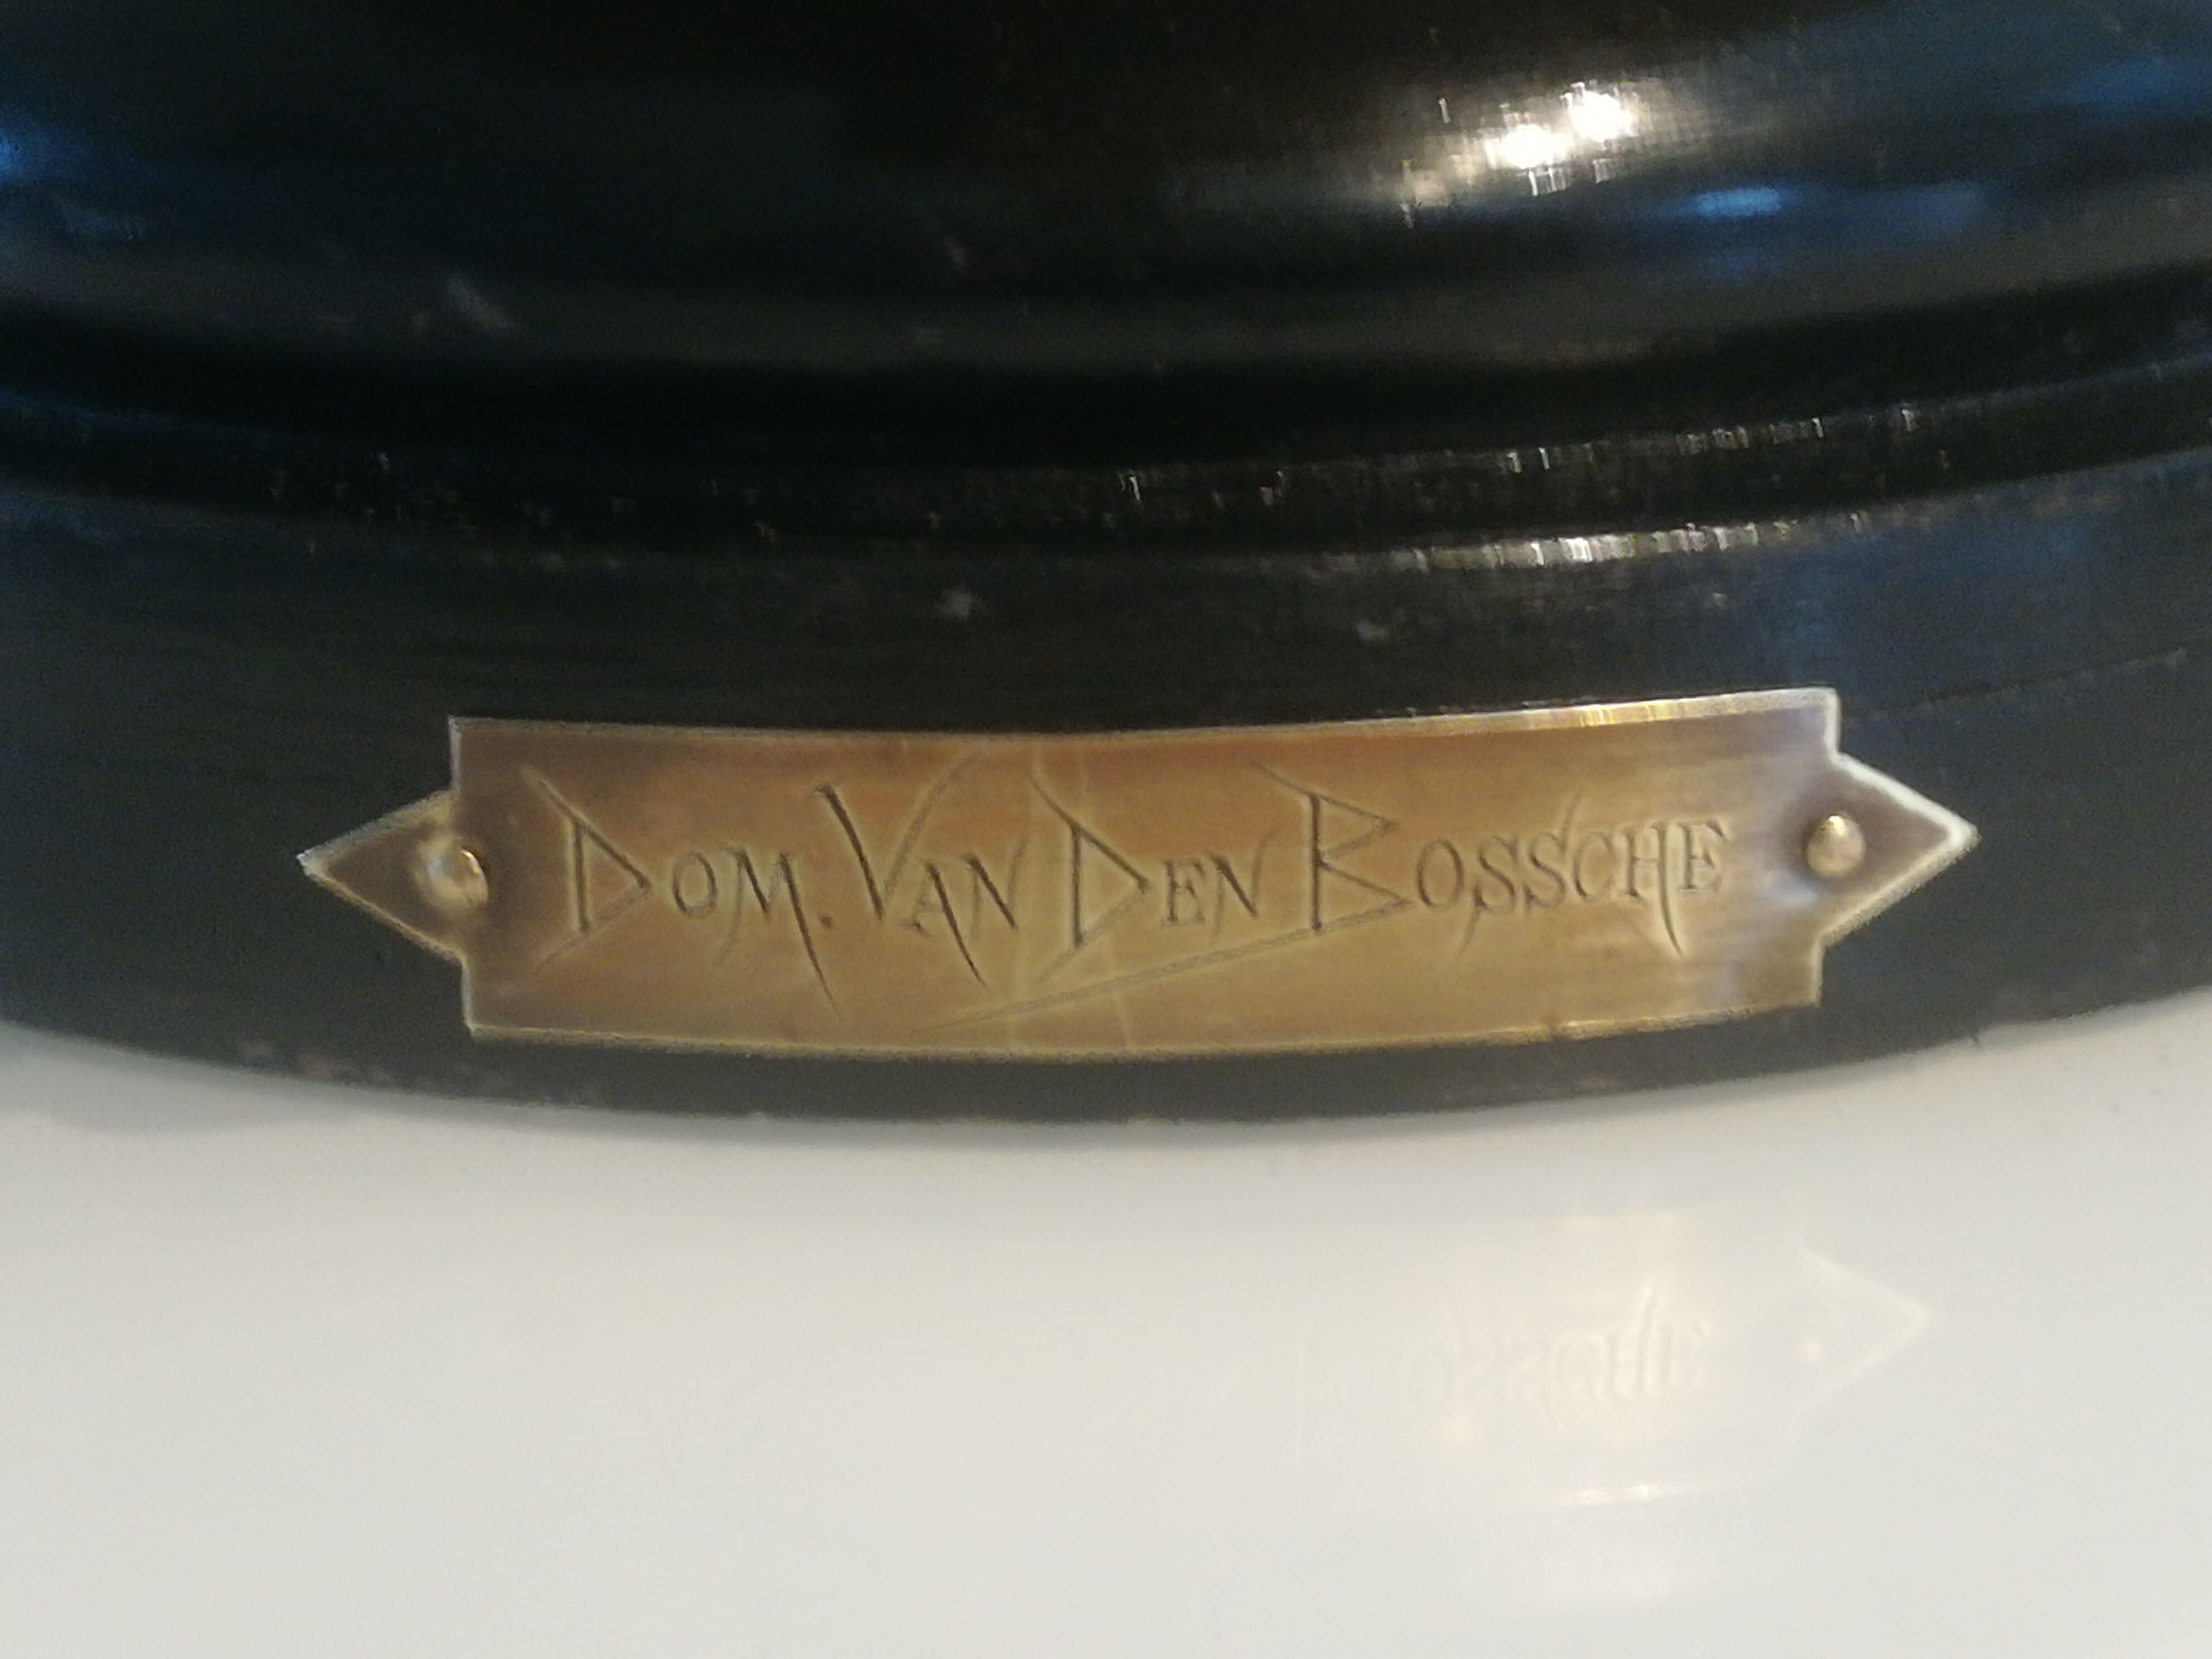 Dom. Van Den Bossche